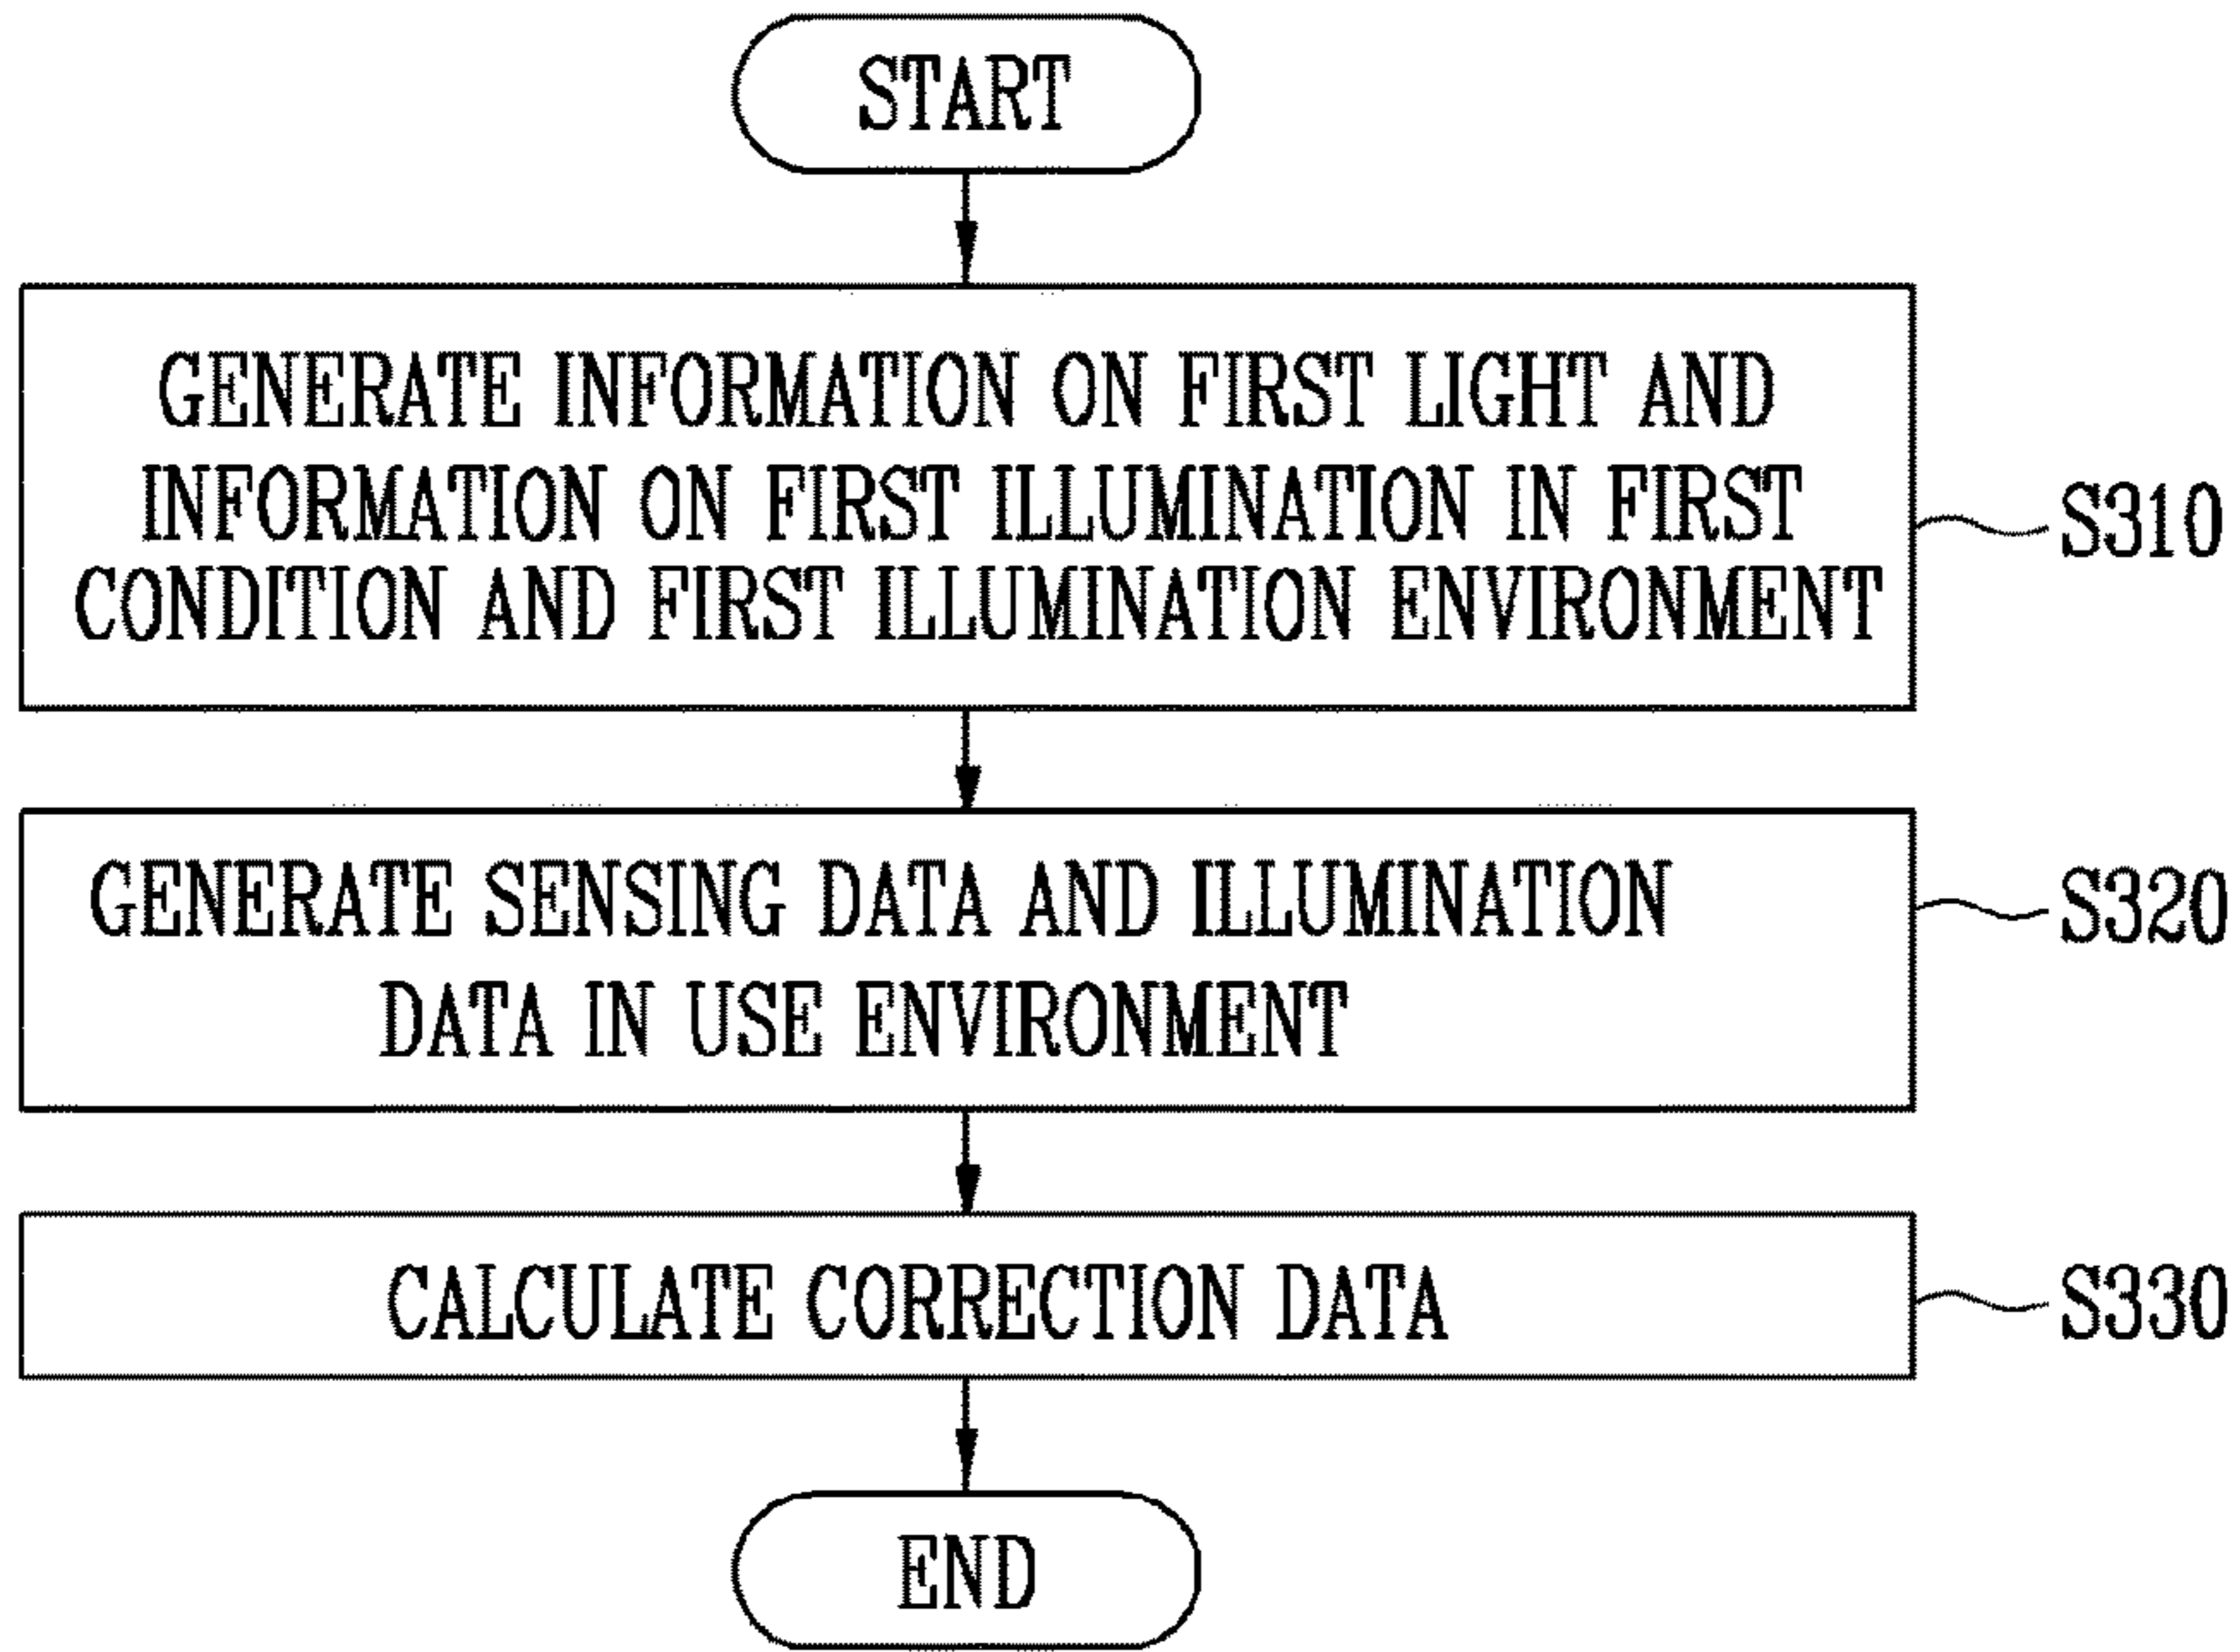 START
GENERATE INFORMATION ON FIRST LIGHT AND
INFORMATION ON FIRST ILLUMINATION IN FIRST
CONDITION AND FIRST ILLUMINATION ENVIRONMENT
S310
GENERATE SENSING DATA AND ILLUMINATION
DATA IN USE ENVIRONMENT
S320
CALCULATE CORRECTION DATA
S330
END